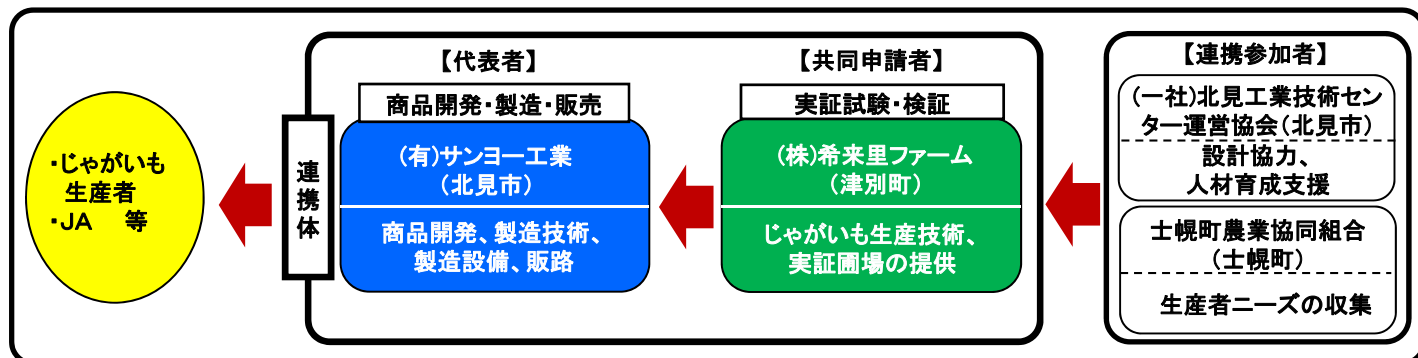 ・じゃがいも
生産者
・JA 等
連携体
【代表者】
商品開発・製造・販売
(有)サンヨー工業
(北見市)
商品開発、製造技術、
製造設備、販路
【共同申請者】
実証試験・検証
(株)希来里ファーム
(津別町)
じゃがいも生産技術、
実証圃場の提供
【連携参加者】
(一社)北見工業技術セン
ター運営協会(北見市)
設計協力、
人材育成支援
士幌町農業協同組合
(士幌町)
生産者ニーズの収集